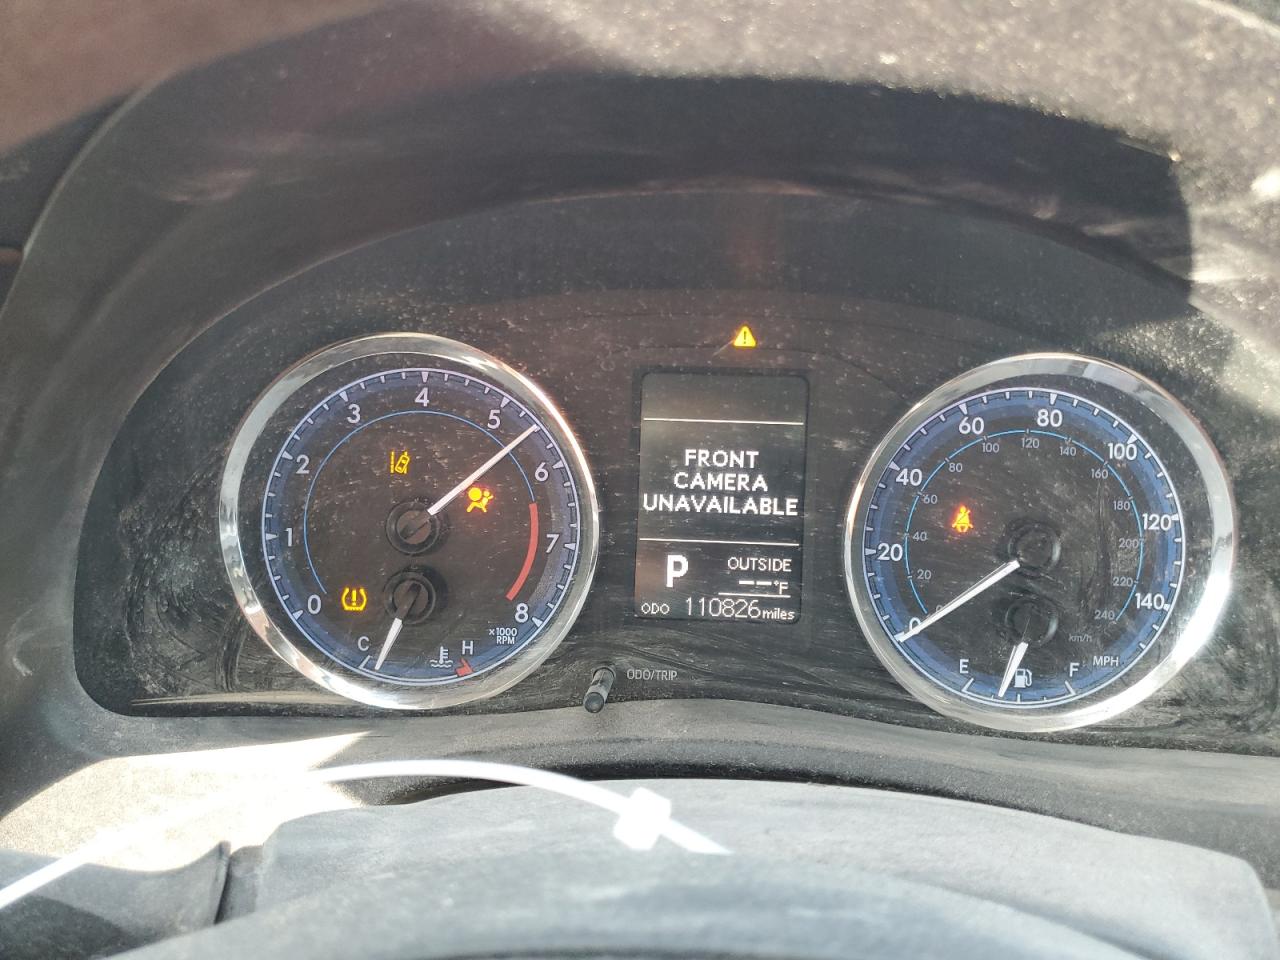 0
1
2
3
4
5
6
7
8
x1000
RPM
C
H
FRONT
CAMERA
UNAVAILABLE
P
OUTSIDE
--°F
ODO 110826 miles
ODO/TRIP
0
20
40
60
80
100
120
140
20
40
60
80
100
120
140
160
180
200
220
240
km/h
MPH
E
F